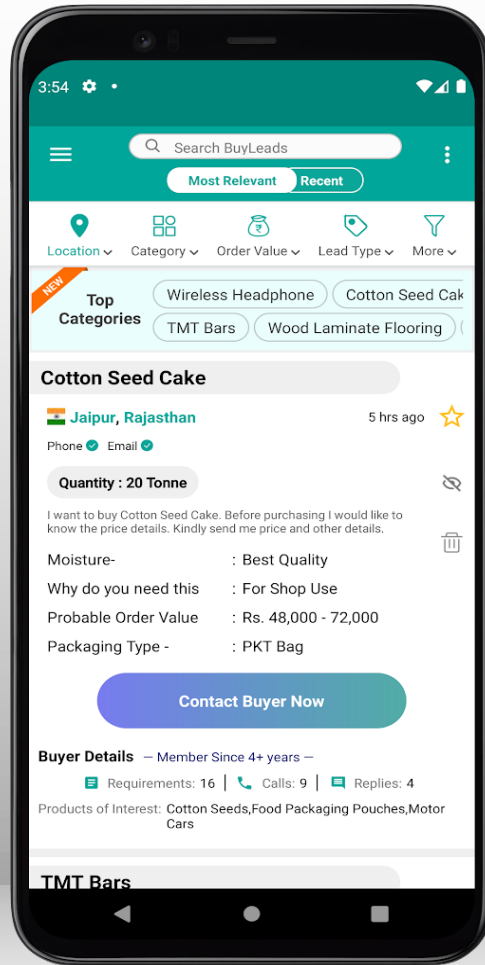 3:54
Search BuyLeads
Most Relevant Recent
Location Category Order Value Lead Type More
NEW
Top Categories
Wireless Headphone Cotton Seed Cak
TMT Bars Wood Laminate Flooring
Cotton Seed Cake
Jaipur, Rajasthan 5 hrs ago
Phone Email
Quantity : 20 Tonne
I want to buy Cotton Seed Cake. Before purchasing I would like to
know the price details. Kindly send me price and other details.
Moisture- : Best Quality
Why do you need this : For Shop Use
Probable Order Value : Rs. 48,000 - 72,000
Packaging Type - : PKT Bag
Contact Buyer Now
Buyer Details — Member Since 4+ years —
Requirements: 16 | Calls: 9 | Replies: 4
Products of Interest: Cotton Seeds,Food Packaging Pouches,Motor
Cars
TMT Bars